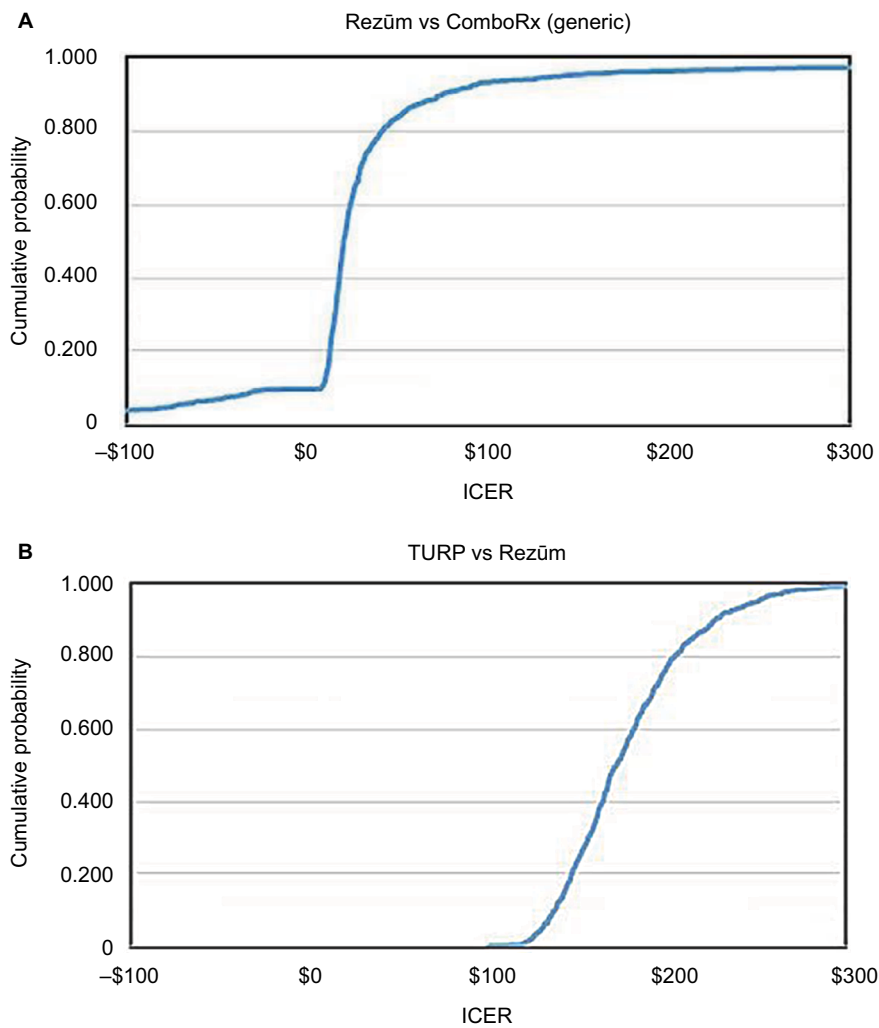 A
Rezūm vs ComboRx (generic)
Cumulative probability
1.000
0.800
0.600
0.400
0.200
0
–$100
$0
$100
$200
$300
ICER
B
TURP vs Rezūm
Cumulative probability
1.000
0.800
0.600
0.400
0.200
0
–$100
$0
$100
$200
$300
ICER